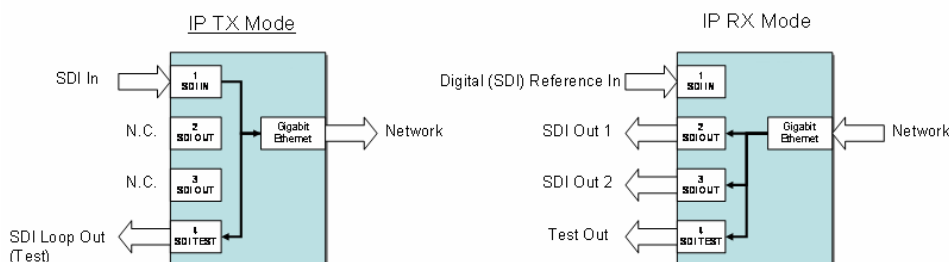 IP TX Mode
SDI In
1
SDI IN
N.C.
2
SDI OUT
Gigabit
Ethernet
Network
N.C.
3
SDI OUT
SDI Loop Out
(Test)
4
SDI TEST
IP RX Mode
Digital (SDI) Reference In
1
SDI IN
SDI Out 1
2
SDI OUT
Gigabit
Ethernet
Network
SDI Out 2
3
SDI OUT
Test Out
4
SDI TEST